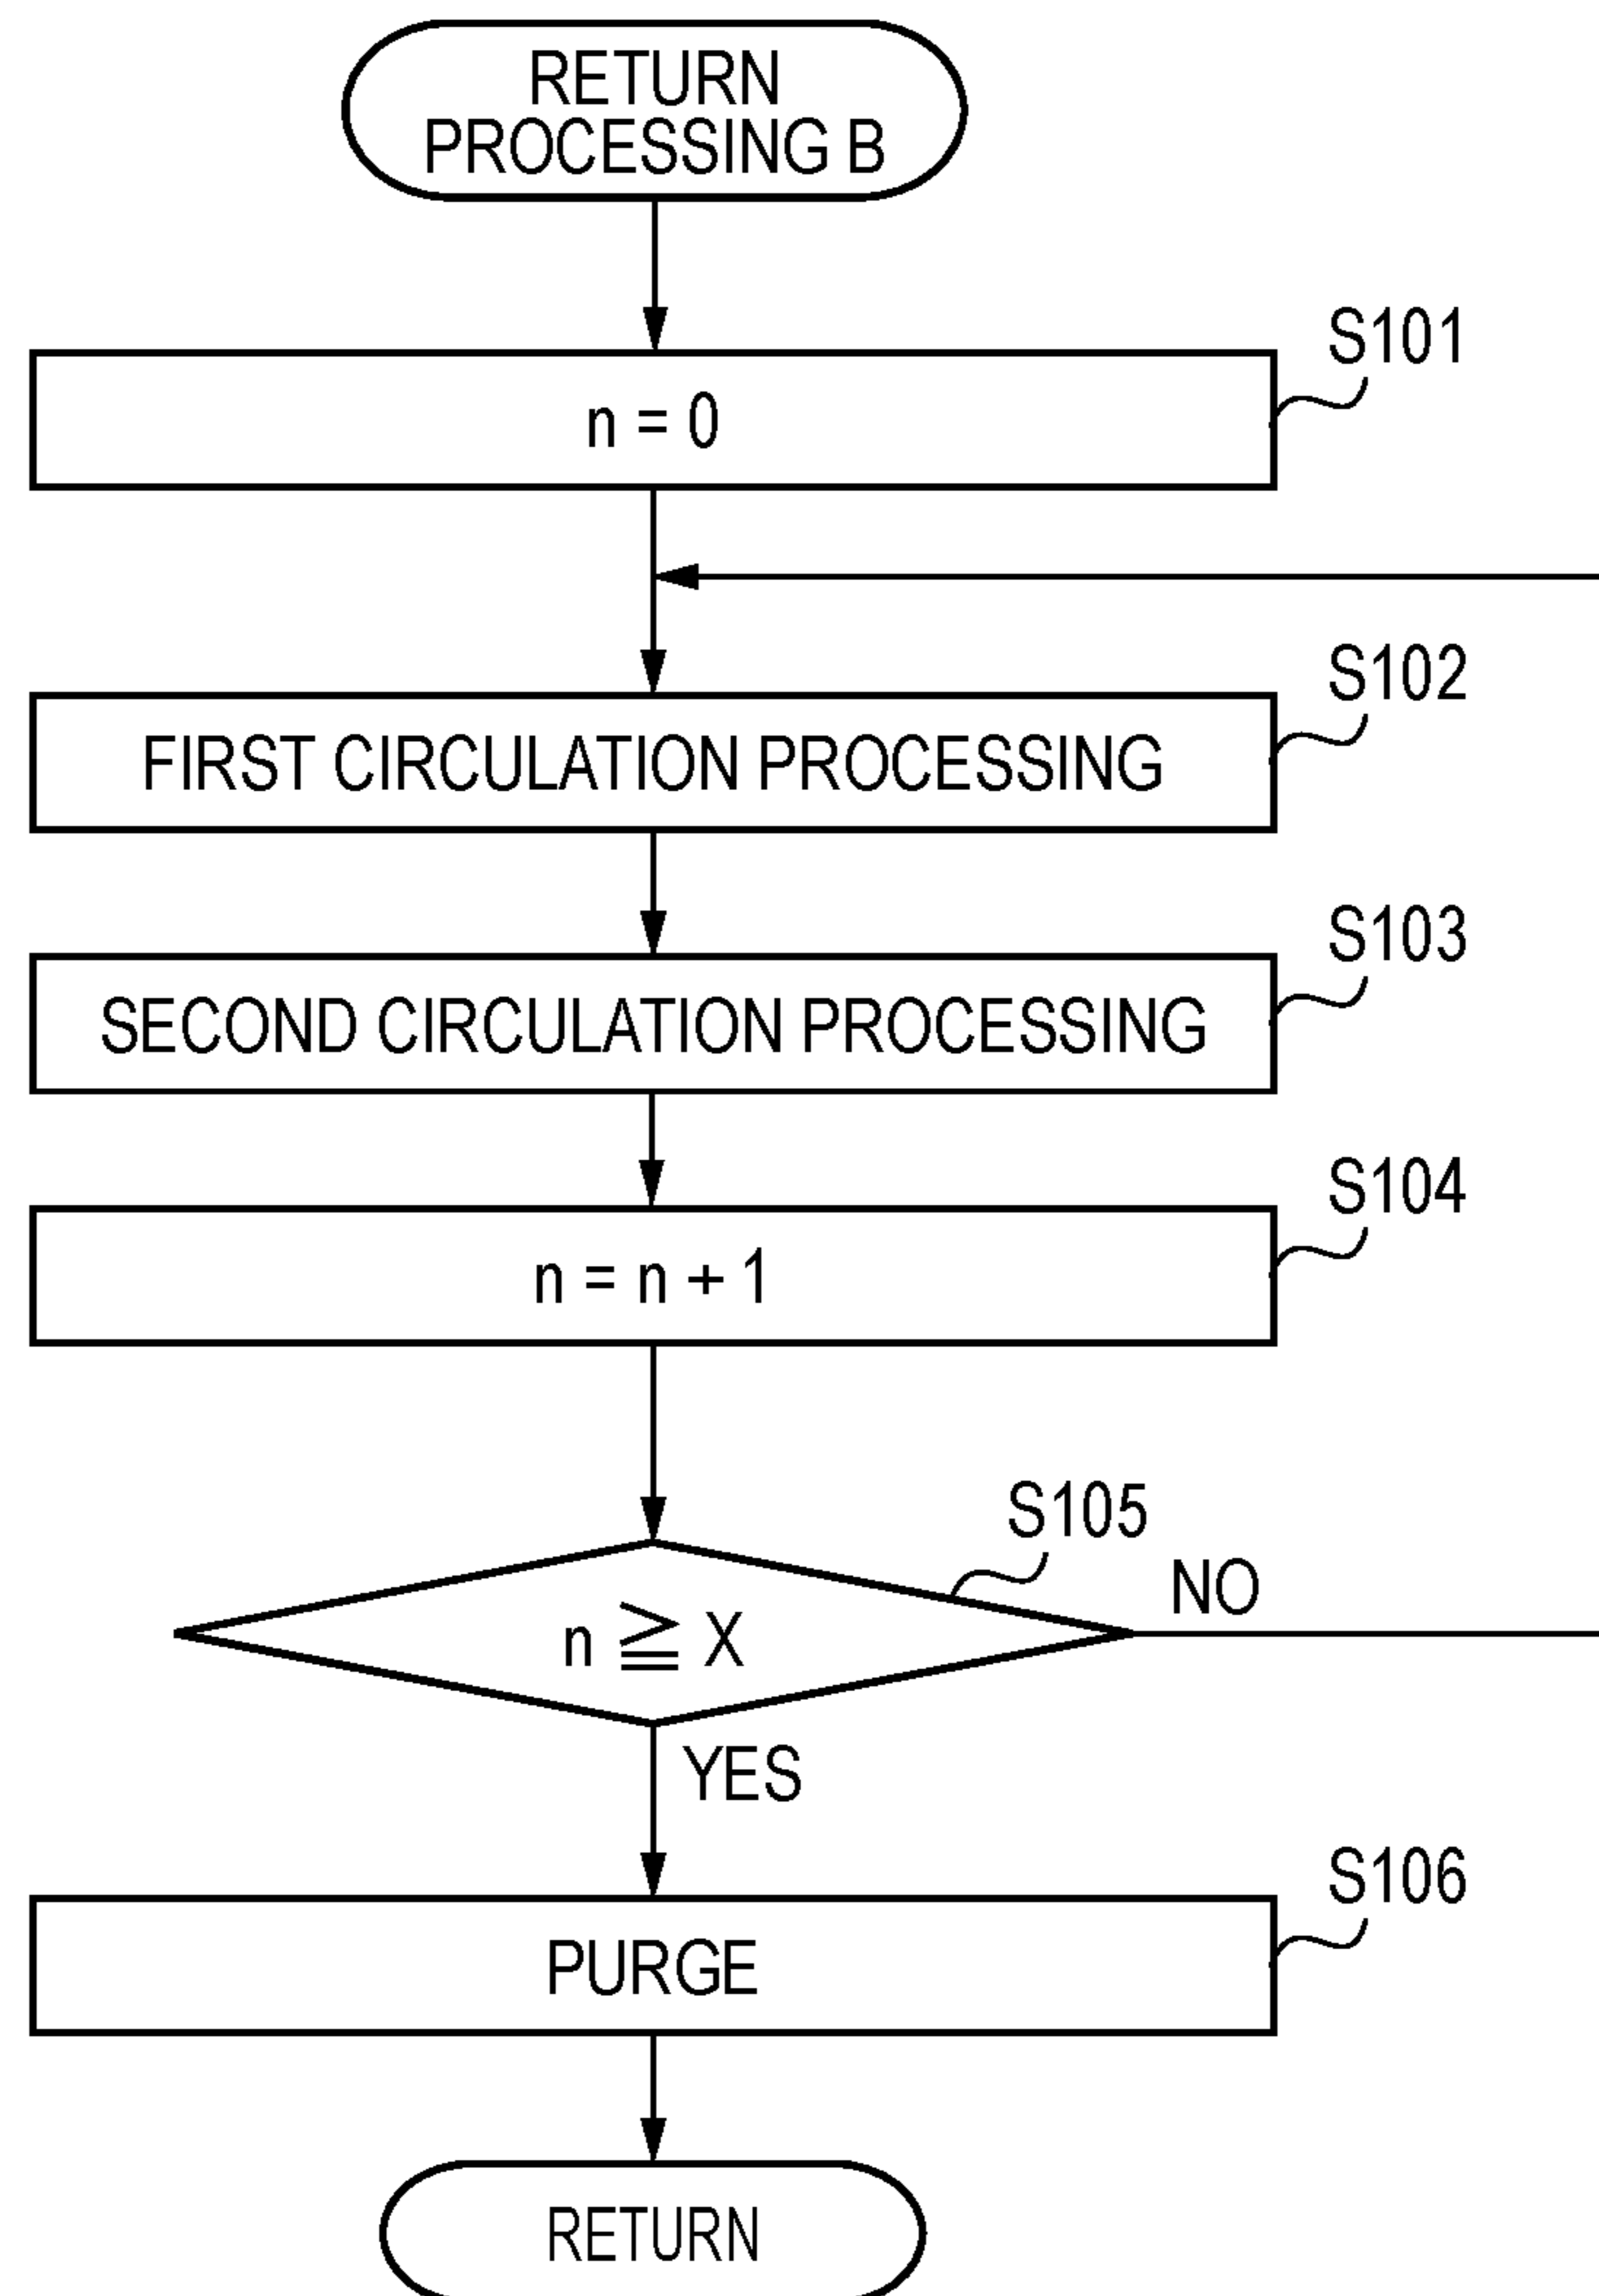 RETURN
PROCESSING B
S101
n = 0
S102
FIRST CIRCULATION PROCESSING
S103
SECOND CIRCULATION PROCESSING
S104
n = n + 1
S105
NO
n ≧ X
YES
S106
PURGE
RETURN